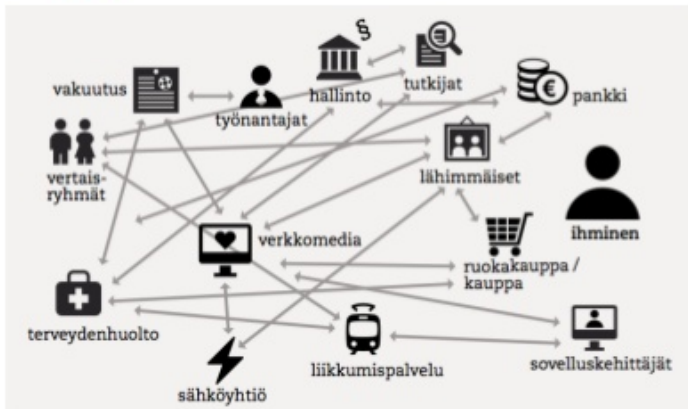 §
vakuutus
työnantajat
hallinto
tutkijat
€
pankki
vertais-
ryhmät
lähimmäiset
ihminen
verkkomedia
ruokakauppa /
kauppa
terveydenhuolto
sähköyhtiö
liikkumispalvelu
sovelluskehittäjät